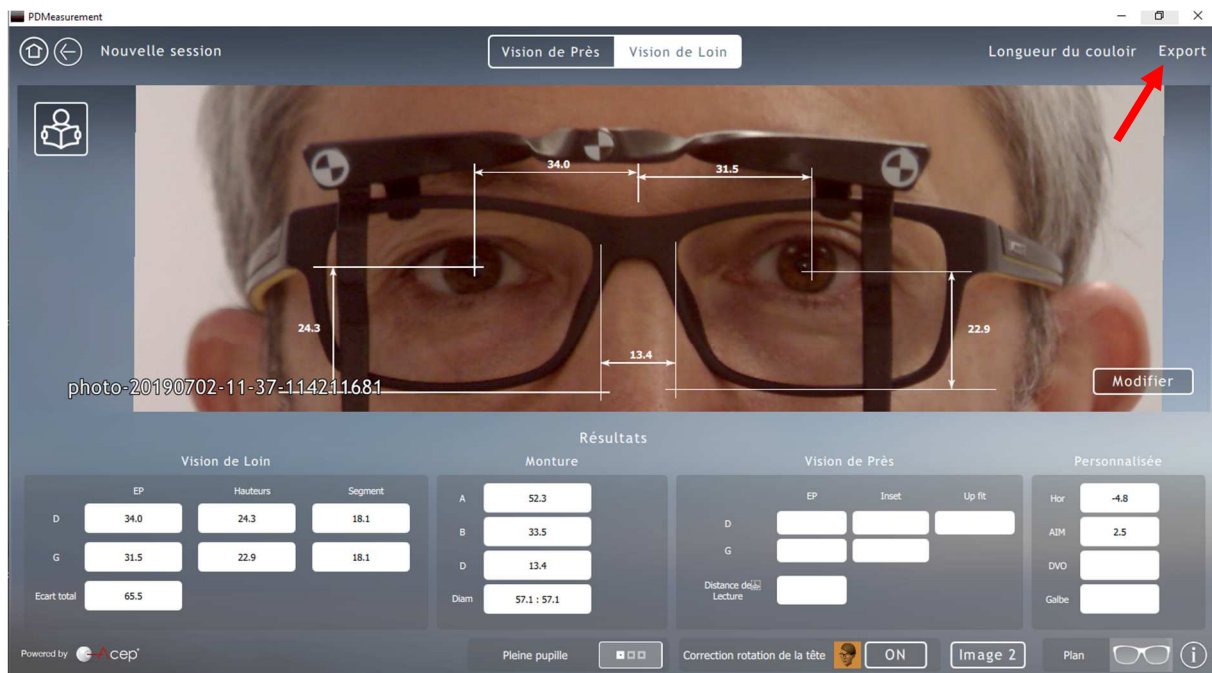 PDMeasurement
Nouvelle session
Vision de Près Vision de Loin
Longueur du couloir Export
34.0
31.5
24.3
22.9
13.4
photo-20190702-11-37-114211681
Modifier
Résultats
Vision de Loin
EP Hauteurs Segment
D 34.0 24.3 18.1
G 31.5 22.9 18.1
Ecart total 65.5
Monture
A 52.3
B 33.5
D 13.4
Diam 57.1 : 57.1
Vision de Près
EP Inset Up fit
D
G
Distance de
Lecture
Personnalisée
Hor -4.8
AIM 2.5
DVO
Galbe
Powered by Acep
Pleine pupille
Correction rotation de la tête ON
Image 2
Plan
i